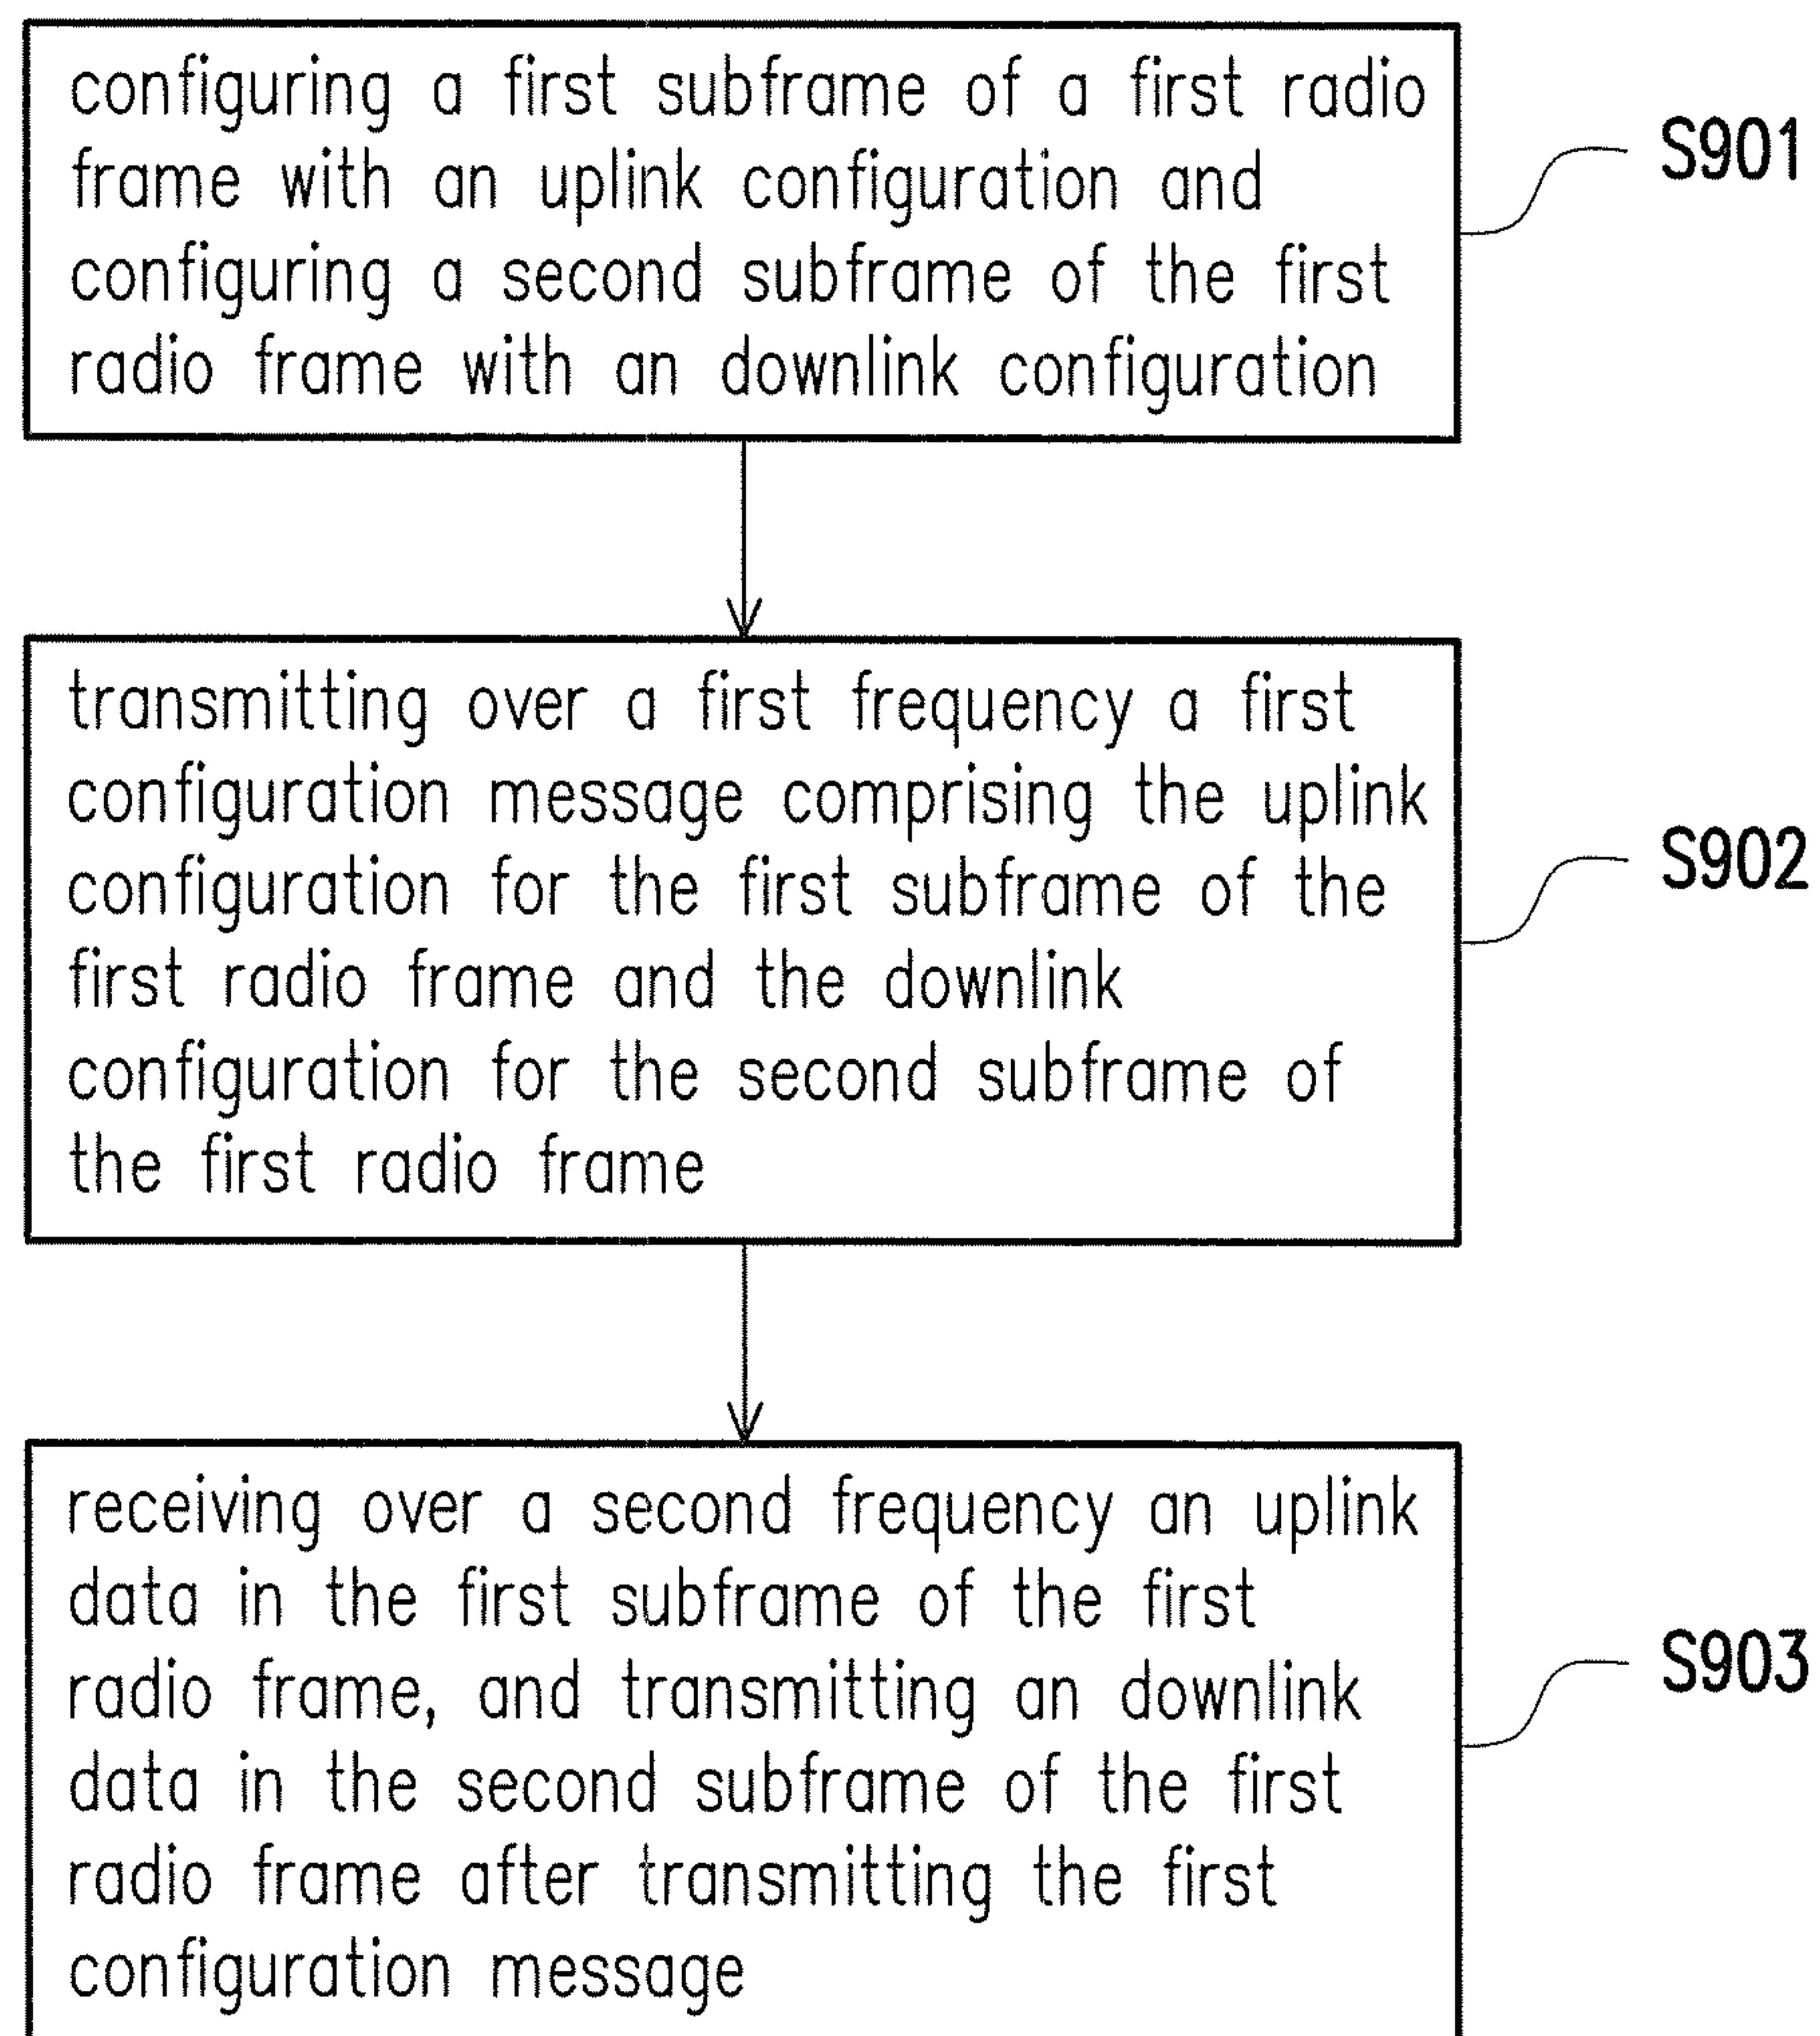 configuring a first subframe of a first radio
frame with an uplink configuration and
configuring a second subframe of the first
radio frame with an downlink configuration
S901
transmitting over a first frequency a first
configuration message comprising the uplink
configuration for the first subframe of the
first radio frame and the downlink
configuration for the second subframe of
the first radio frame
S902
receiving over a second frequency an uplink
data in the first subframe of the first
radio frame, and transmitting an downlink
data in the second subframe of the first
radio frame after transmitting the first
configuration message
S903